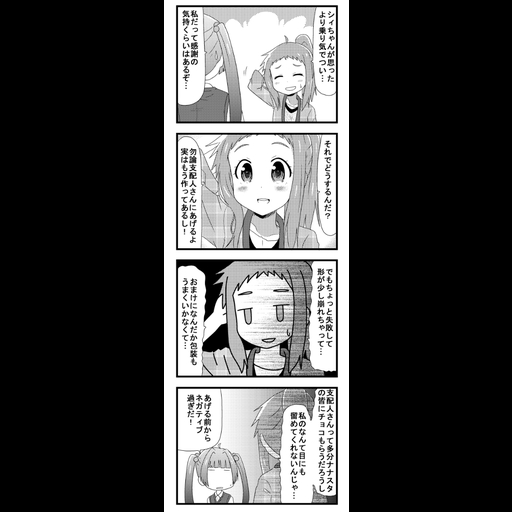 シィちゃんが思った
より乗り気でつい…
私だって感謝の
気持くらいはあるぞ…
それでどうするんだ？
勿論支配人さんにあげるよ
実はもう作ってあるし！
でもちょっと失敗して
形が少し崩れちゃって…
おまけになんだか包装も
うまくいかなくて…
支配人さんって多分ナナスタ
の皆にチョコもらうだろうし
私のなんて目にも
留めてくれないんじゃ…
あげる前から
ネガティブ
過ぎだ！